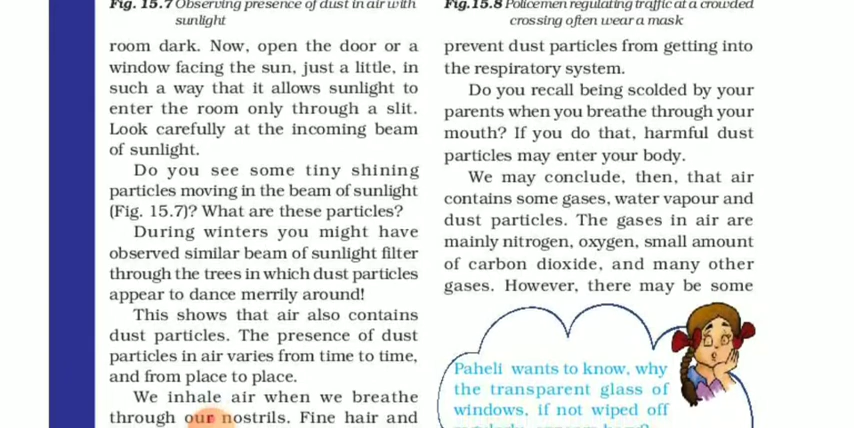 Fig. 15.7 Observing presence of dust in air with
sunlight
room dark. Now, open the door or a
window facing the sun, just a little, in
such a way that it allows sunlight to
enter the room only through a slit.
Look carefully at the incoming beam
of sunlight.
Do you see some tiny shining
particles moving in the beam of sunlight
(Fig. 15.7)? What are these particles?
During winters you might have
observed similar beam of sunlight filter
through the trees in which dust particles
appear to dance merrily around!
This shows that air also contains
dust particles. The presence of dust
particles in air varies from time to time,
and from place to place.
We inhale air when we breathe
through our nostrils. Fine hair and
Fig.15.8 Policemen regulating traffic at a crowded
crossing often wear a mask
prevent dust particles from getting into
the respiratory system.
Do you recall being scolded by your
parents when you breathe through your
mouth? If you do that, harmful dust
particles may enter your body.
We may conclude, then, that air
contains some gases, water vapour and
dust particles. The gases in air are
mainly nitrogen, oxygen, small amount
of carbon dioxide, and many other
gases. However, there may be some
Paheli wants to know, why
the transparent glass of
windows, if not wiped off